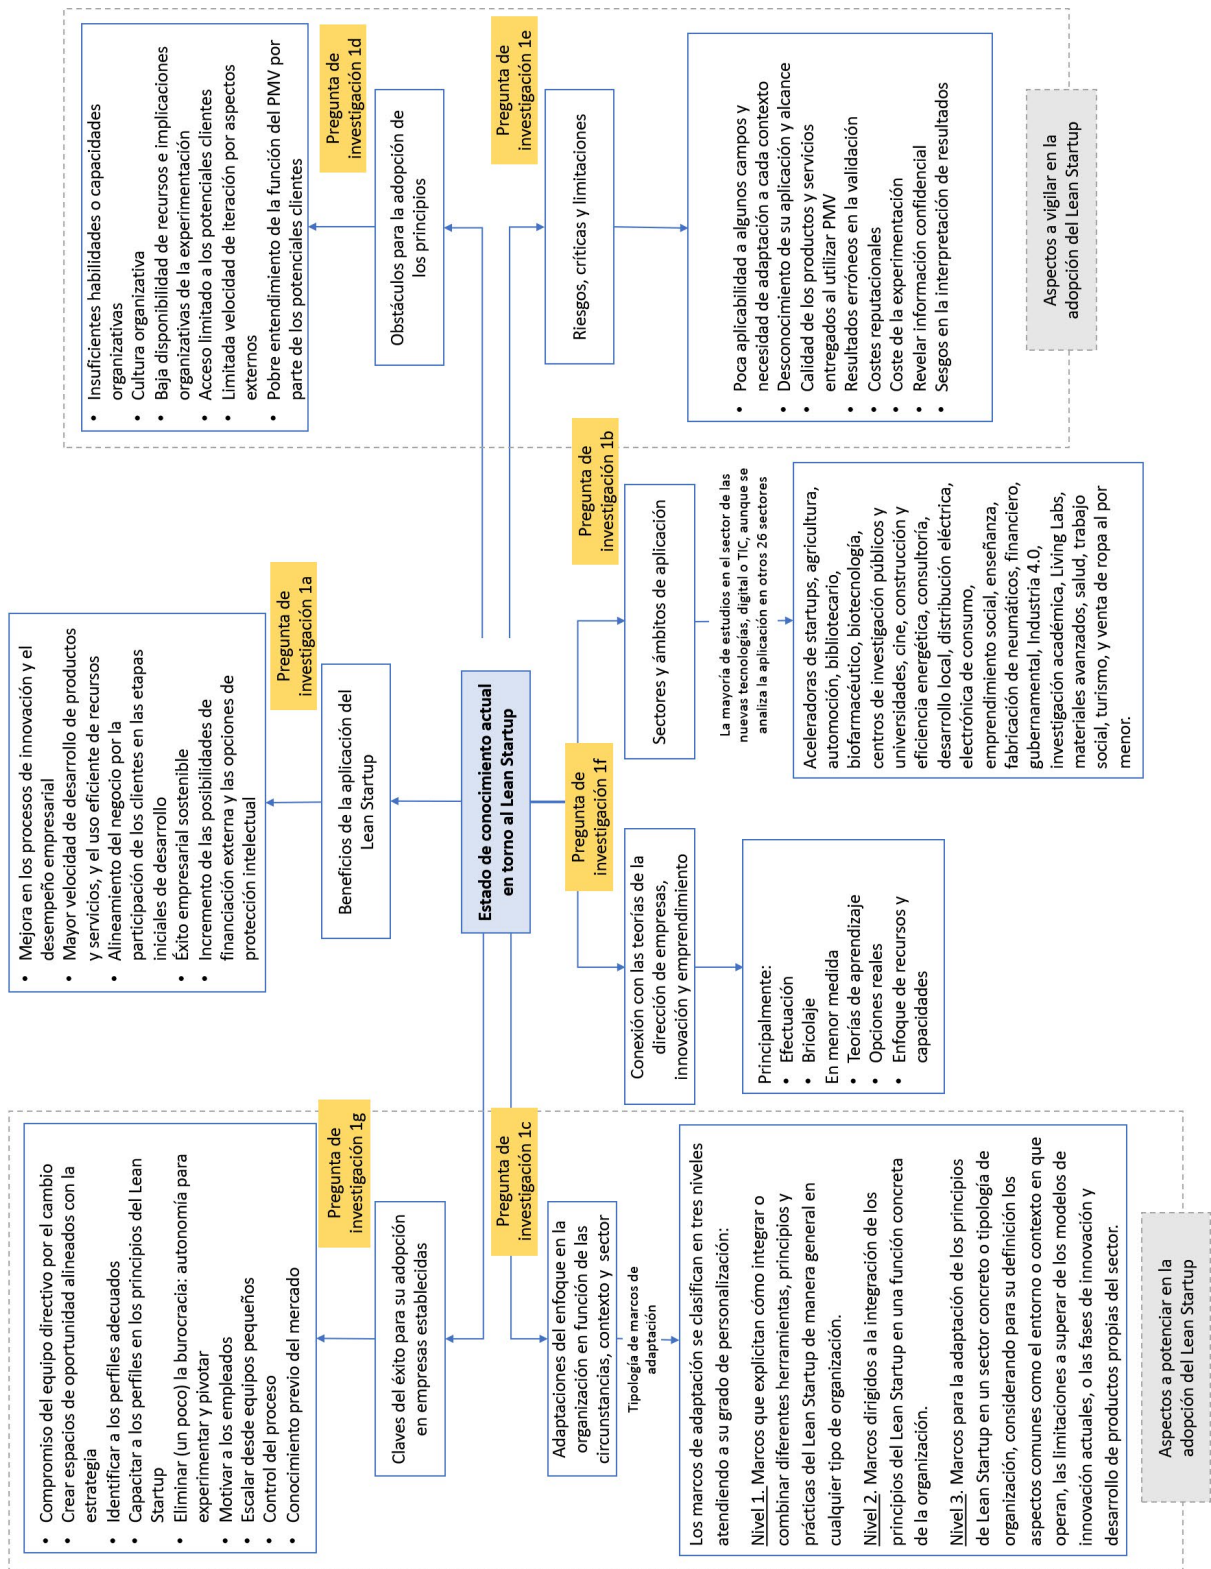 • Compromiso del equipo directivo por el cambio
• Crear espacios de oportunidad alineados con la
estrategia
• Identificar a los perfiles adecuados
• Capacitar a los perfiles en los principios del Lean
Startup
• Eliminar (un poco) la burocracia: autonomía para
experimentar y pivotar
• Motivar a los empleados
• Escalar desde equipos pequeños
• Control del proceso
• Conocimiento previo del mercado
Pregunta de
investigación 1g
Claves del éxito para su adopción
en empresas establecidas
Pregunta de
investigación 1c
Adaptaciones del enfoque en la
organización en función de las
circunstancias, contexto y sector
Tipología de marcos de
adaptación
Los marcos de adaptación se clasifican en tres niveles
atendiendo a su grado de personalización:
Nivel 1. Marcos que explicitan cómo integrar o
combinar diferentes herramientas, principios y
prácticas del Lean Startup de manera general en
cualquier tipo de organización.
Nivel 2. Marcos dirigidos a la integración de los
principios del Lean Startup en una función concreta
de la organización.
Nivel 3. Marcos para la adaptación de los principios
de Lean Startup en un sector concreto o tipología de
organización, considerando para su definición los
aspectos comunes como el entorno o contexto en que
operan, las limitaciones a superar de los modelos de
innovación actuales, o las fases de innovación y
desarrollo de productos propias del sector.
Aspectos a potenciar en la
adopción del Lean Startup
• Mejora en los procesos de innovación y el
desempeño empresarial
• Mayor velocidad de desarrollo de productos
y servicios, y el uso eficiente de recursos
• Alineamiento del negocio por la
participación de los clientes en las etapas
iniciales de desarrollo
• Éxito empresarial sostenible
• Incremento de las posibilidades de
financiación externa y las opciones de
protección intelectual
Pregunta de
investigación 1a
Beneficios de la aplicación del
Lean Startup
Estado de conocimiento actual
en torno al Lean Startup
Pregunta de
investigación 1f
Conexión con las teorías de la
dirección de empresas,
innovación y emprendimiento
Principalmente:
• Efectuación
• Bricolaje
En menor medida
• Teorías de aprendizaje
• Opciones reales
• Enfoque de recursos y
capacidades
Pregunta de
investigación 1b
Sectores y ámbitos de aplicación
La mayoría de estudios en el sector de las
nuevas tecnologías, digital o TIC, aunque se
analiza la aplicación en otros 26 sectores
Aceleradoras de startups, agricultura,
automoción, bibliotecario,
biofarmacéutico, biotecnología,
centros de investigación públicos y
universidades, cine, construcción y
eficiencia energética, consultoría,
desarrollo local, distribución eléctrica,
electrónica de consumo,
emprendimiento social, enseñanza,
fabricación de neumáticos, financiero,
gubernamental, Industria 4.0,
investigación académica, Living Labs,
materiales avanzados, salud, trabajo
social, turismo, y venta de ropa al por
menor.
• Insuficientes habilidades o capacidades
organizativas
• Cultura organizativa
• Baja disponibilidad de recursos e implicaciones
organizativas de la experimentación
• Acceso limitado a los potenciales clientes
• Limitada velocidad de iteración por aspectos
externos
• Pobre entendimiento de la función del PMV por
parte de los potenciales clientes
Pregunta de
investigación 1d
Obstáculos para la adopción de
los principios
Pregunta de
investigación 1e
Riesgos, críticas y limitaciones
• Poca aplicabilidad a algunos campos y
necesidad de adaptación a cada contexto
• Desconocimiento de su aplicación y alcance
• Calidad de los productos y servicios
entregados al utilizar PMV
• Resultados erróneos en la validación
• Costes reputacionales
• Coste de la experimentación
• Revelar información confidencial
• Sesgos en la interpretación de resultados
Aspectos a vigilar en la
adopción del Lean Startup